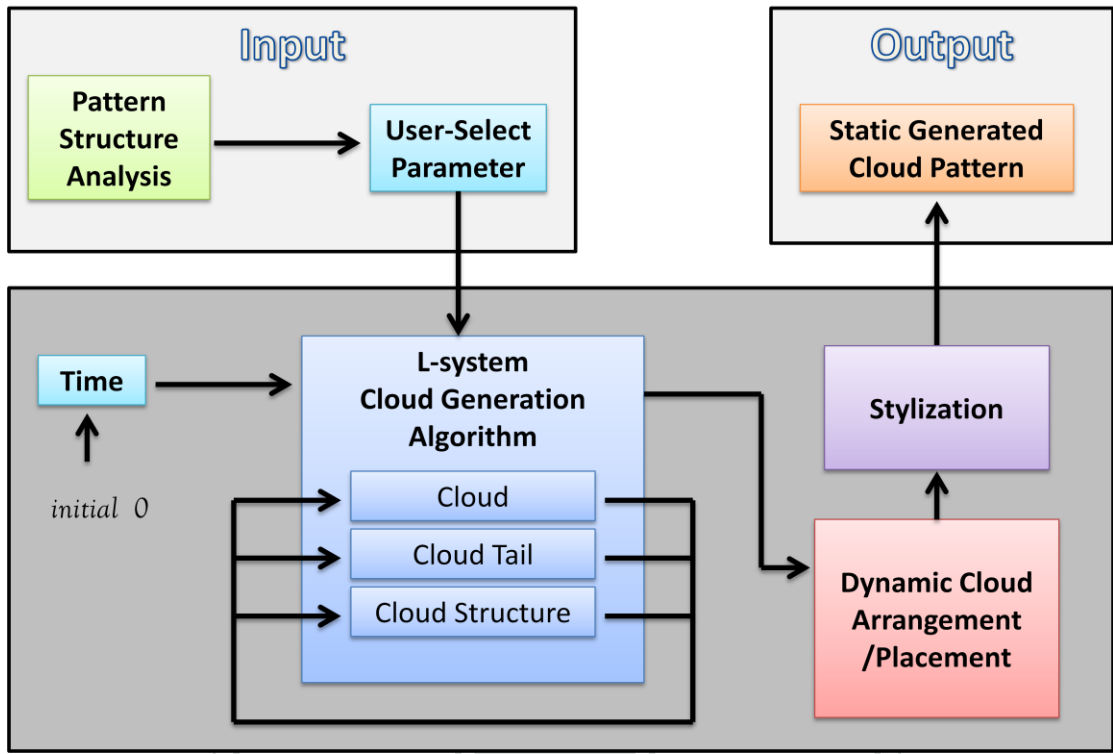 Input
Pattern
Structure
Analysis
User-Select
Parameter
Output
Static Generated
Cloud Pattern
Time
initial 0
L-system
Cloud Generation
Algorithm
Cloud
Cloud Tail
Cloud Structure
Stylization
Dynamic Cloud
Arrangement
/Placement